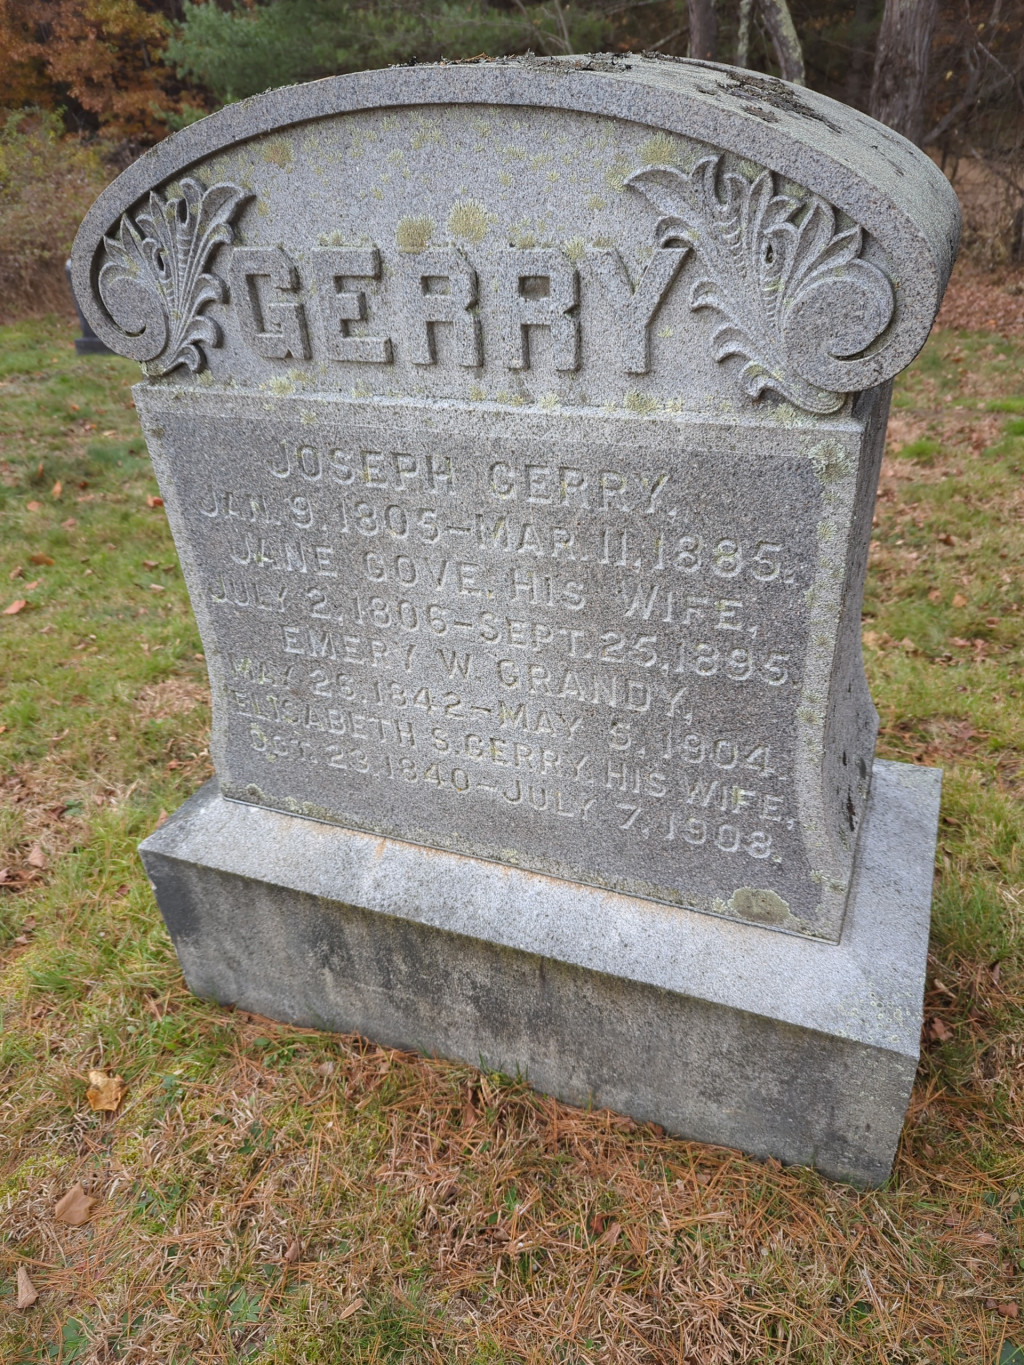 GERRY
JOSEPH GERRY,
JAN. 9, 1805–MAR. 11, 1885.
JANE GOVE, HIS WIFE,
JULY 2, 1806–SEPT. 25, 1895.
EMERY W. GRANDY,
MAY 1842–MAY 5, 1904.
ELISABETH S. GERRY, HIS WIFE,
OCT. 23, 1840–JULY 7, 1908.